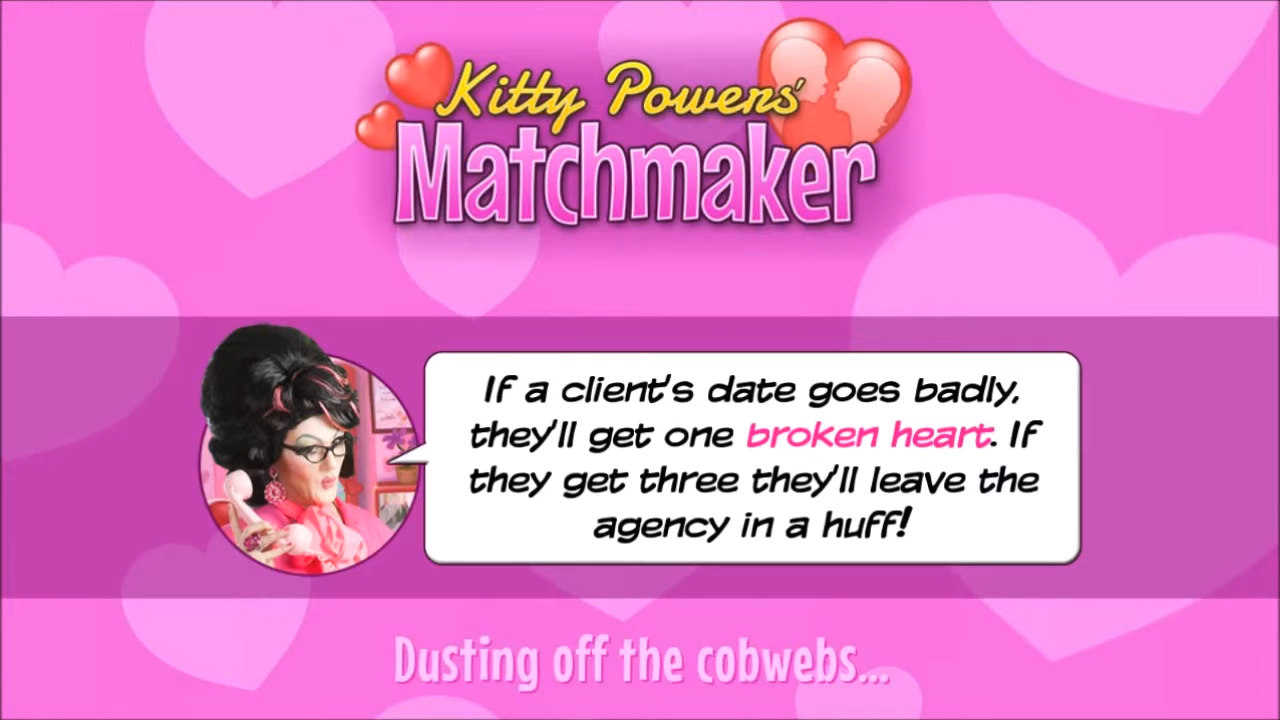 Kitty Powers'
Matchmaker
If a client's date goes badly,
they'll get one broken heart. If
they get three they'll leave the
agency in a huff!
Dusting off the cobwebs...